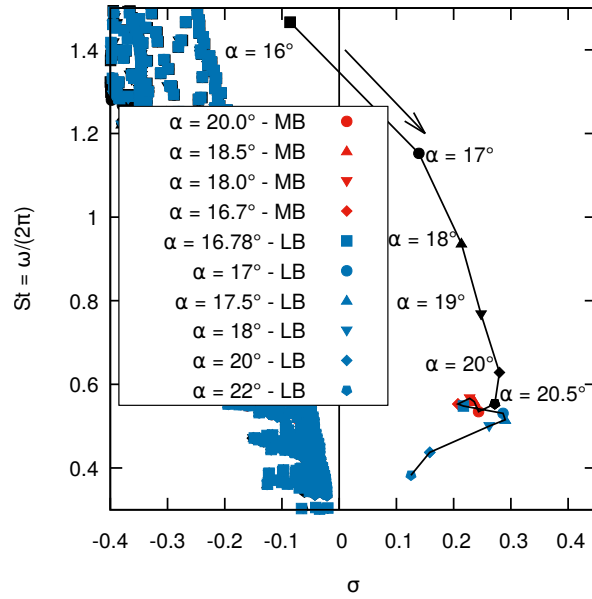 1.4
1.2
1
0.8
0.6
0.4
St = ω/(2π)
α = 16°
α = 17°
α = 18°
α = 19°
α = 20°
α = 20.5°
α = 20.0° - MB
α = 18.5° - MB
α = 18.0° - MB
α = 16.7° - MB
α = 16.78° - LB
α = 17° - LB
α = 17.5° - LB
α = 18° - LB
α = 20° - LB
α = 22° - LB
-0.4 -0.3 -0.2 -0.1 0 0.1 0.2 0.3 0.4
σ